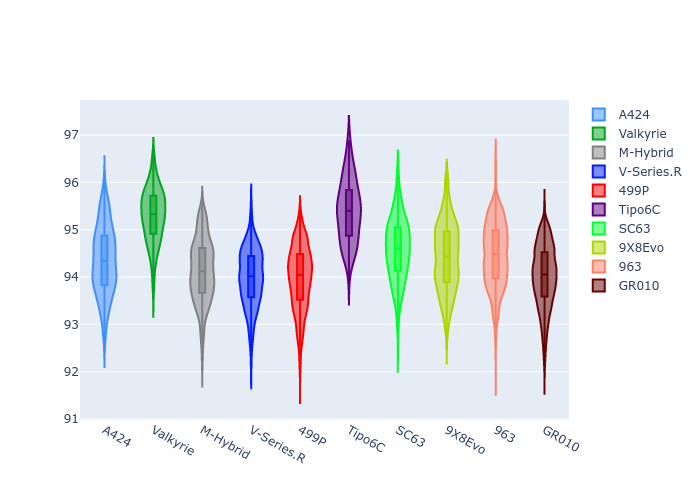 97
96
95
94
93
92
91
A424
Valkyrie
M-Hybrid
V-Series.R
499P
Tipo6C
SC63
9X8Evo
963
GR010
A424
Valkyrie
M-Hybrid
V-Series.R
499P
Tipo6C
SC63
9X8Evo
963
GR010